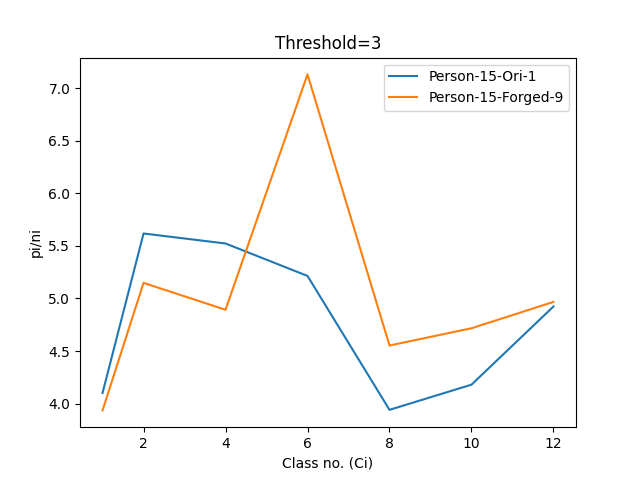 Threshold=3
Person-15-Ori-1
Person-15-Forged-9
pi/ni
7.0
6.5
6.0
5.5
5.0
4.5
4.0
2 4 6 8 10 12
Class no. (Ci)